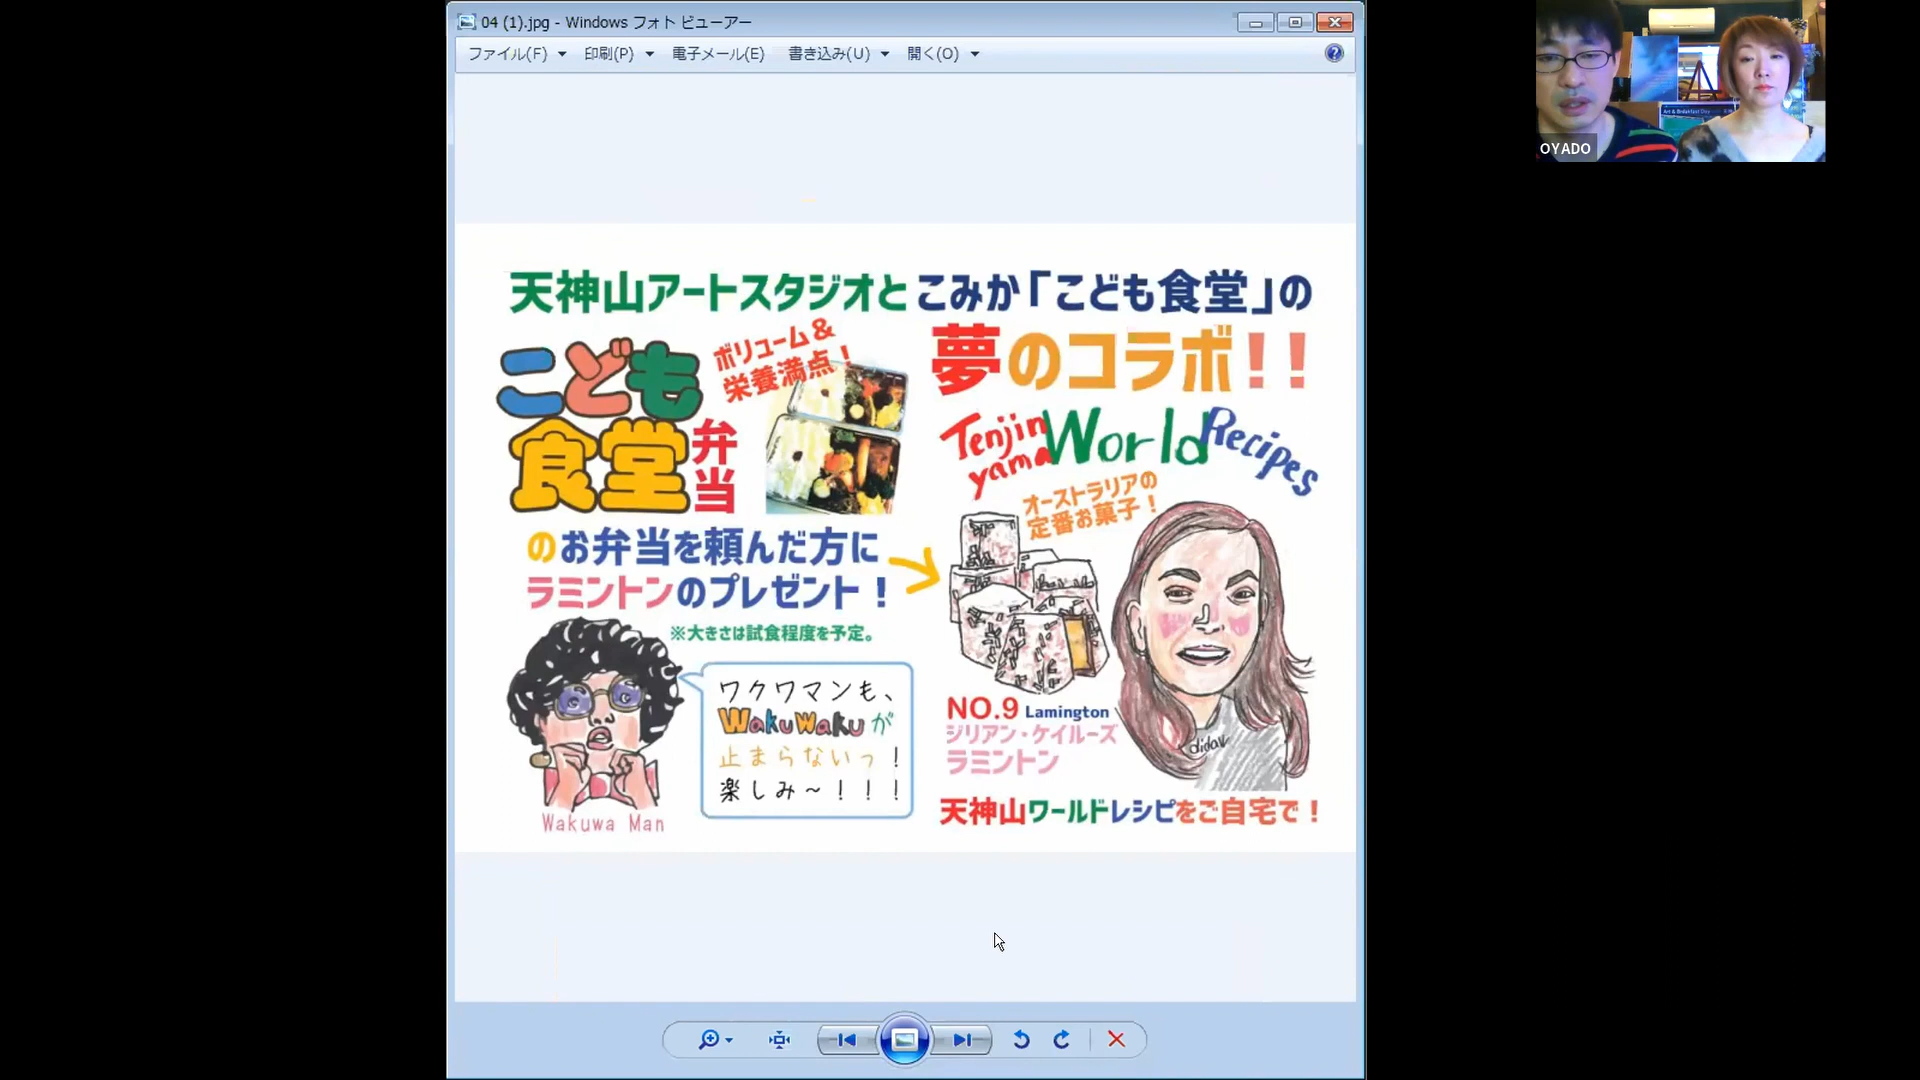 04 (1).jpg - Windows フォト ビューアー
ファイル(F) 印刷(P) 電子メール(E) 書き込み(U) 開く(O)
OYADO
天神山アートスタジオと こみか「こども食堂」の
夢のコラボ!!
こども
食堂
弁当
ボリューム&
栄養満点!
のお弁当を頼んだ方に
ラミントンのプレゼント!
※大きさは試食程度を予定。
ワクワマンも、
WakuWakuが
止まらないっ!
楽しみ～!!!
Wakuwa Man
Tenjin
yama
World
Recipes
オーストラリアの
定番お菓子!
NO.9 Lamington
ジリアン・ケイルーズ
ラミントン
天神山ワールドレシピをご自宅で!